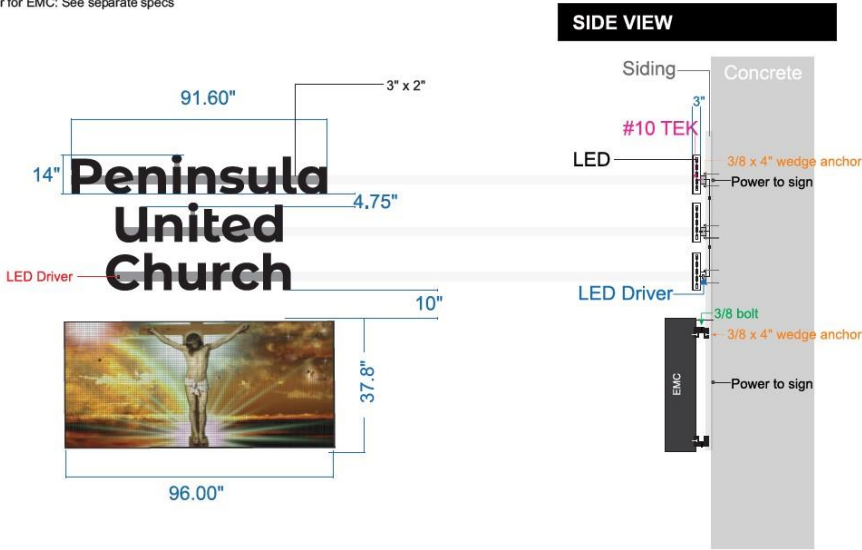 r for EMC: See separate specs
SIDE VIEW
Siding
Concrete
91.60"
3" x 2"
3"
#10 TEK
LED
3/8 x 4" wedge anchor
14"
Peninsula
Power to sign
4.75"
United
LED Driver
Church
LED Driver
10"
3/8 bolt
3/8 x 4" wedge anchor
37.8"
EMC
Power to sign
96.00"